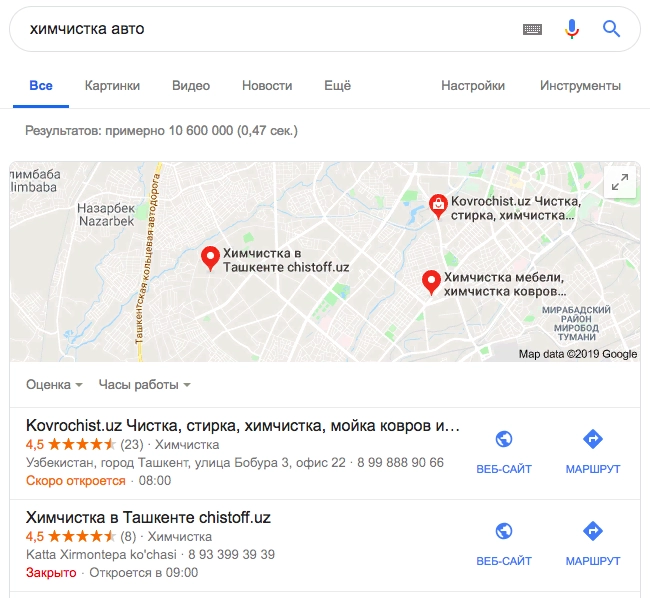 химчистка авто
Все Картинки Видео Новости Ещё Настройки Инструменты
Результатов: примерно 10 600 000 (0,47 сек.)
лимбаба
limbaba
Назарбек
Nazarbek
Ташкентская кольцевая автодорога
Kovrochist.uz Чистка,
стирка, химчистка...
Химчистка в
Ташкенте chistoff.uz
Химчистка мебели,
химчистка ковров...
МИРАБАДСКИЙ
РАЙОН
МИРОБОД
ТУМАНИ
Map data ©2019 Google
Оценка Часы работы
Kovrochist.uz Чистка, стирка, химчистка, мойка ковров и...
4,5 (23) · Химчистка
Узбекистан, город Ташкент, улица Бобура 3, офис 22 · 8 99 888 90 66
Скоро откроется · 08:00
ВЕБ-САЙТ МАРШРУТ
Химчистка в Ташкенте chistoff.uz
4,5 (8) · Химчистка
Katta Xirmontepa ko'chasi · 8 93 399 39 39
Закрыто · Откроется в 09:00
ВЕБ-САЙТ МАРШРУТ